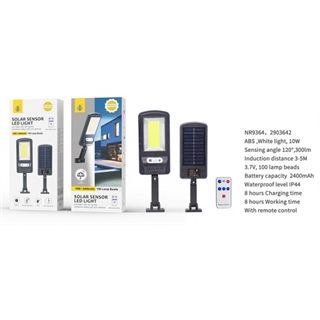 SOLAR SENSOR
LED LIGHT
SOLAR SENSOR
LED LIGHT
NR9364, 2903642
ABS ,White light, 10W
Sensing angle 120°,300lm
Induction distance 3-5M
3.7V, 100 lamp beads
Battery capacity 2400mAh
Waterproof level IP44
8 hours Charging time
8 hours Working time
With remote control